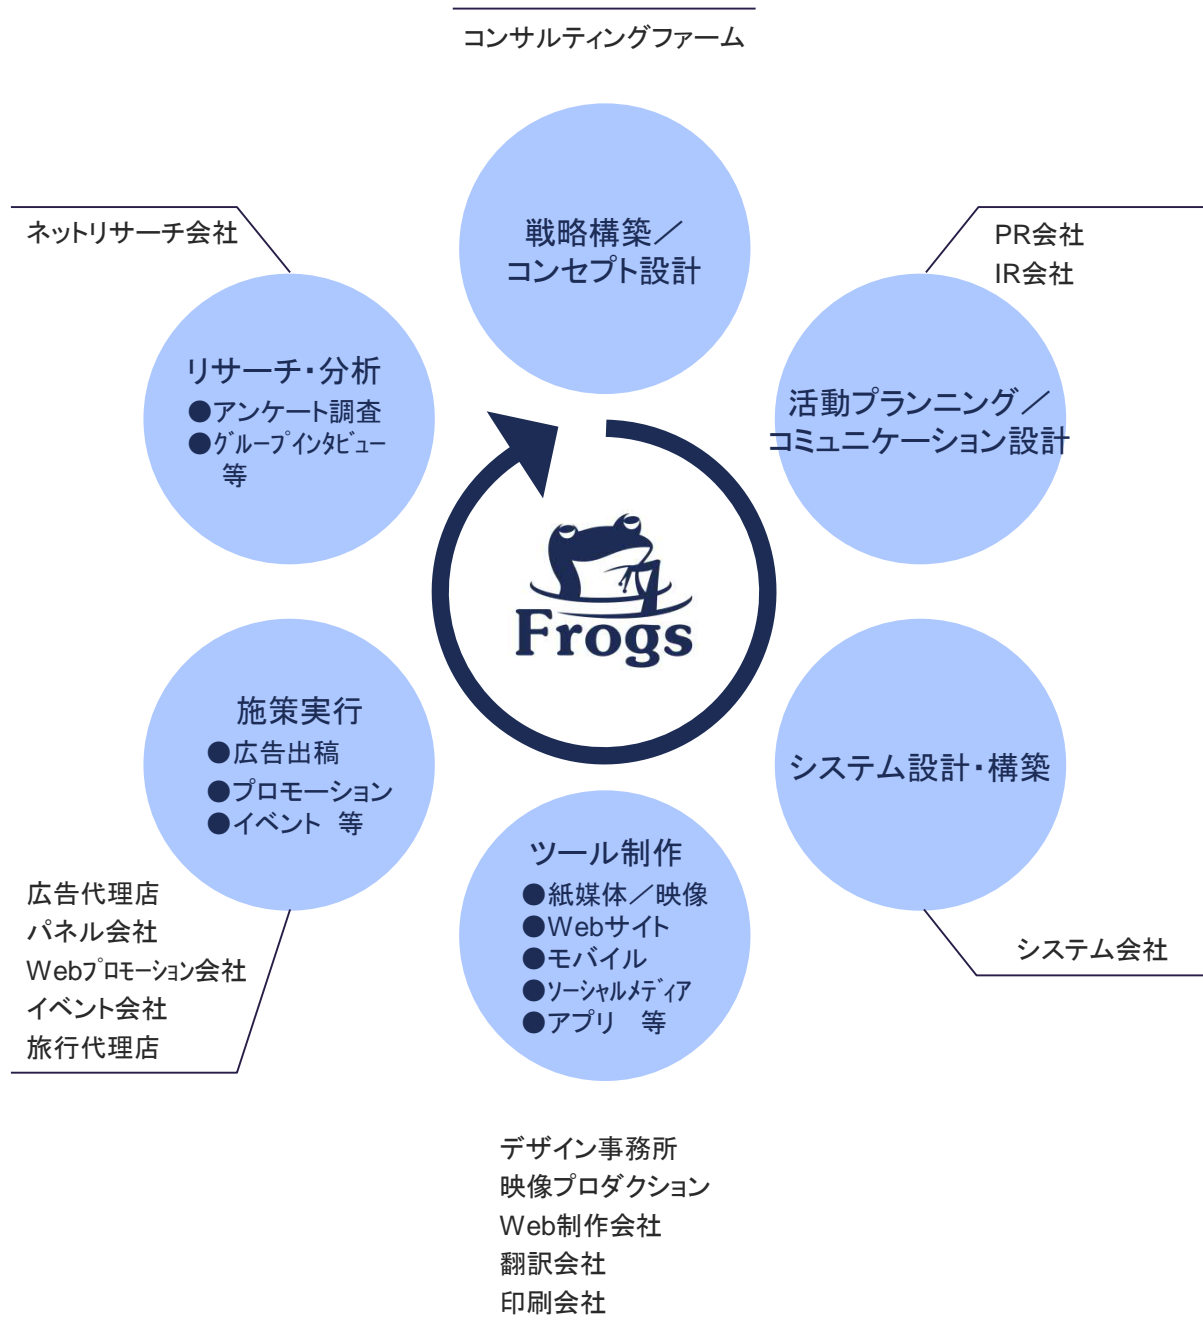 コンサルティングファーム
戦略構築／
コンセプト設計
PR会社
IR会社
活動プランニング／
コミュニケーション設計
システム設計・構築
システム会社
ツール制作
●紙媒体／映像
●Webサイト
●モバイル
●ｿｰｼｬﾙﾒﾃﾞｨｱ
●アプリ　等
デザイン事務所
映像プロダクション
Web制作会社
翻訳会社
印刷会社
施策実行
●広告出稿
●プロモーション
●イベント　等
広告代理店
パネル会社
Webﾌﾟﾛﾓｰｼｮﾝ会社
イベント会社
旅行代理店
ネットリサーチ会社
リサーチ・分析
●アンケート調査
●ｸﾞﾙｰﾌﾟｲﾝﾀﾋﾞｭｰ
等
Frogs